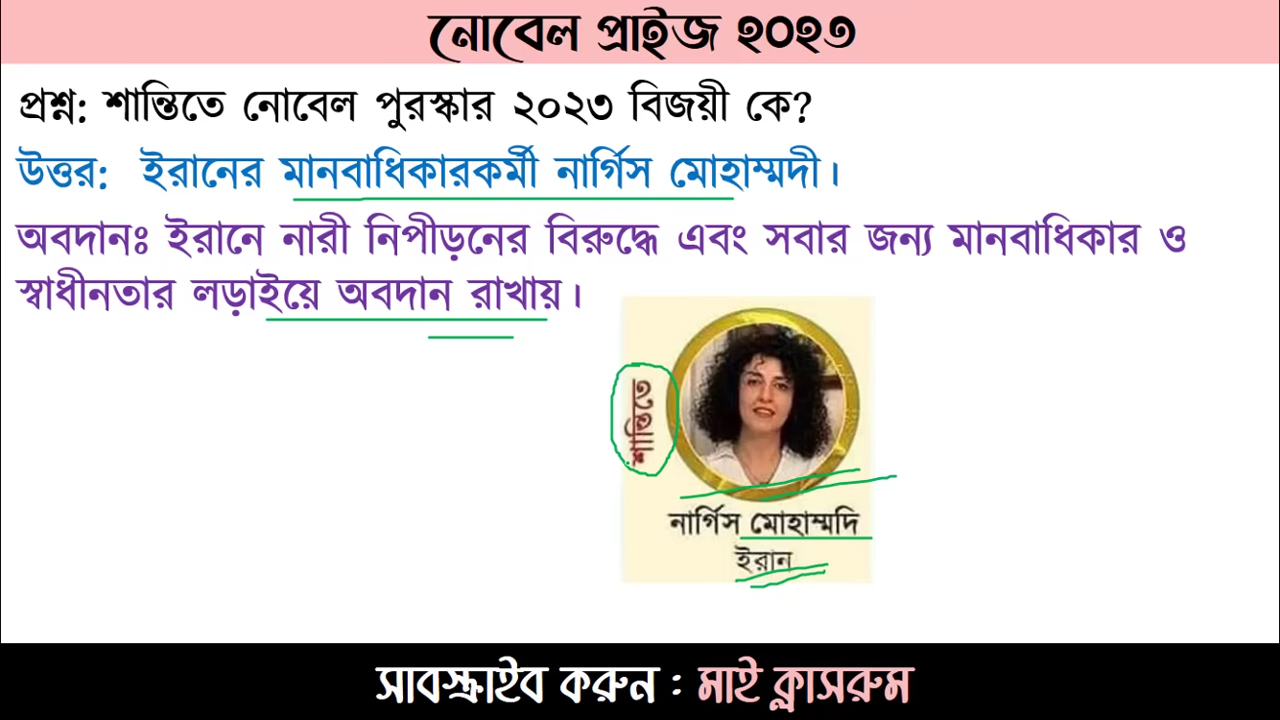 নোবেল প্রাইজ ২০২৩
প্রশ্ন: শান্তিতে নোবেল পুরস্কার ২০২৩ বিজয়ী কে?
উত্তর: ইরানের মানবাধিকারকর্মী নার্গিস মোহাম্মদী।
অবদানঃ ইরানে নারী নিপীড়নের বিরুদ্ধে এবং সবার জন্য মানবাধিকার ও
স্বাধীনতার লড়াইয়ে অবদান রাখায়।
শান্তিতে
নার্গিস মোহাম্মদি
ইরান
সাবস্ক্রাইব করুন : মাই ক্লাসরুম